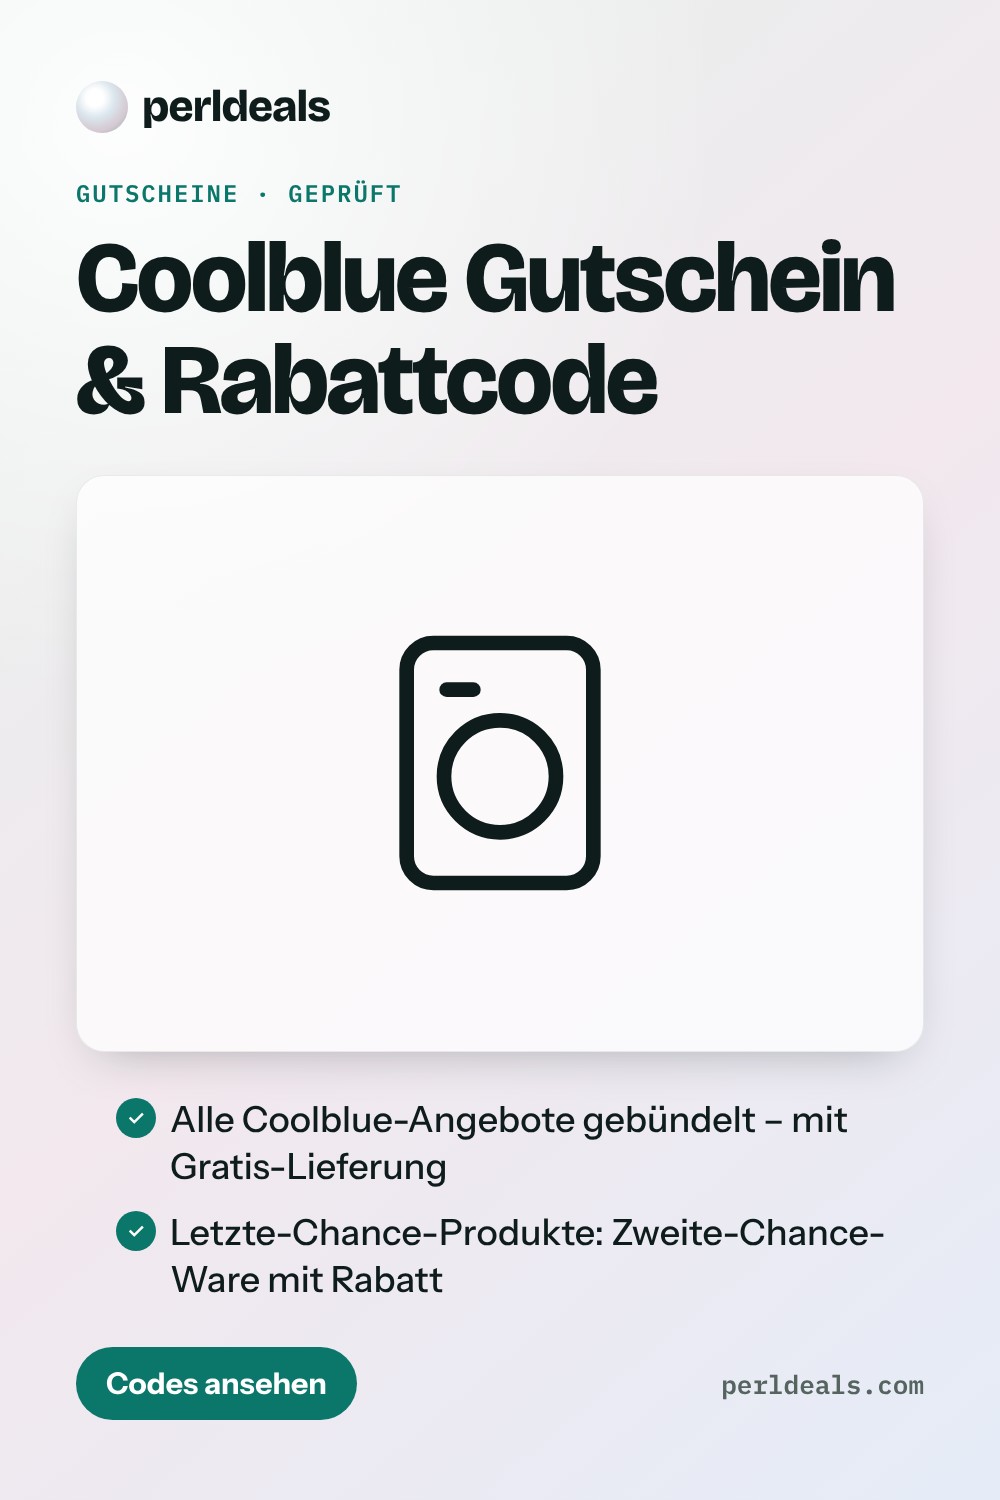 perldeals
GUTSCHEINE · GEPRÜFT
Coolblue Gutschein
& Rabattcode
Alle Coolblue-Angebote gebündelt – mit
Gratis-Lieferung
Letzte-Chance-Produkte: Zweite-Chance-
Ware mit Rabatt
Codes ansehen
perldeals.com